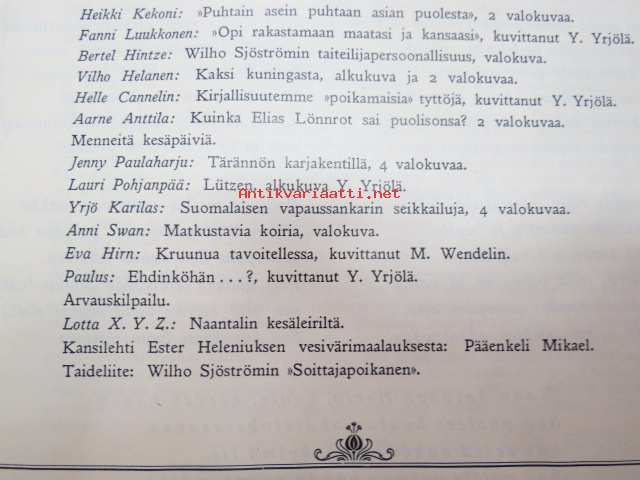 Heikki Kekoni: »Puhtain asein puhtaan asian puolesta», 2 valokuvaa.
Fanni Luukkonen: »Opi rakastamaan maatasi ja kansaasi», kuvittanut Y. Yrjölä.
Bertel Hintze: Wilho Sjöströmin taiteilijapersoonallisuus, valokuva.
Vilho Helanen: Kaksi kuningasta, alkukuva ja 2 valokuvaa.
Helle Cannelin: Kirjallisuutemme »poikamaisia» tyttöjä, kuvittanut Y. Yrjölä.
Aarne Anttila: Kuinka Elias Lönnrot sai puolisonsa? 2 valokuvaa.
Menneitä kesäpäiviä.
Jenny Paulaharju: Tärännön karjakentillä, 4 valokuvaa.
Lauri Pohjanpää: Lützen, alkukuva Y. Yrjölä.
Antikvariaatti.net
Yrjö Karilas: Suomalaisen vapaussankarin seikkailuja, 4 valokuvaa.
Anni Swan: Matkustavia koiria, valokuva.
Eva Hirn: Kruunua tavoitellessa, kuvittanut M. Wendelin.
Paulus: Ehdinköhän . . . ?, kuvittanut Y. Yrjölä.
Arvauskilpailu.
Lotta X. Y. Z.: Naantalin kesäleiriltä.
Kansilehti Ester Heleniuksen vesivärimaalauksesta: Pääenkeli Mikael.
Taideliite: Wilho Sjöströmin »Soittajapoikanen».